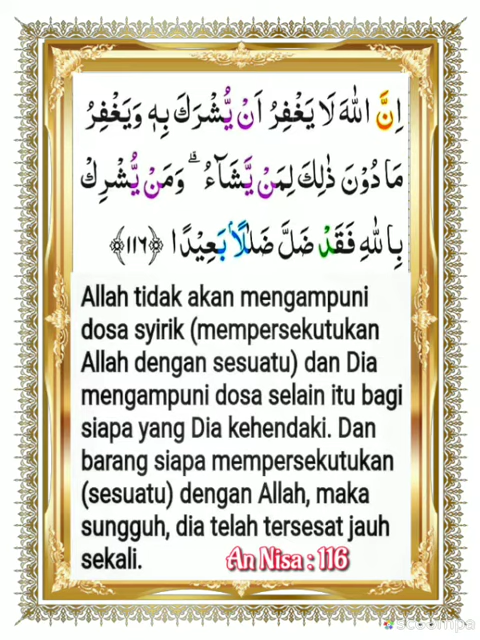 اِنَّ اللّٰهَ لَا يَغْفِرُ اَنْ يُّشْرَكَ بِهٖ وَيَغْفِرُ
مَا دُوْنَ ذٰلِكَ لِمَنْ يَّشَاۤءُ ۗ وَمَنْ يُّشْرِكْ
بِاللّٰهِ فَقَدْ ضَلَّ ضَلٰلًاۢ بَعِيْدًا ﴿١١٦﴾
Allah tidak akan mengampuni
dosa syirik (mempersekutukan
Allah dengan sesuatu) dan Dia
mengampuni dosa selain itu bagi
siapa yang Dia kehendaki. Dan
barang siapa mempersekutukan
(sesuatu) dengan Allah, maka
sungguh, dia telah tersesat jauh
sekali. An Nisa : 116
scoompa